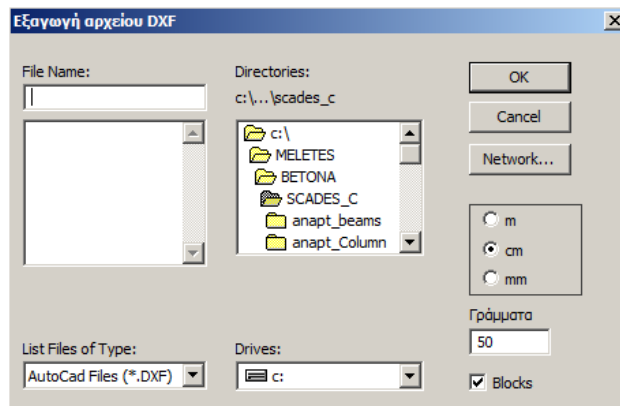 Εξαγωγή αρχείου DXF
File Name:
Directories:
c:\...\scades_c
c:\
MELETES
BETONA
SCADES_C
anapt_beams
anapt_Column
OK
Cancel
Network...
m
cm
mm
Γράμματα
50
List Files of Type:
AutoCad Files (*.DXF)
Drives:
c:
Blocks